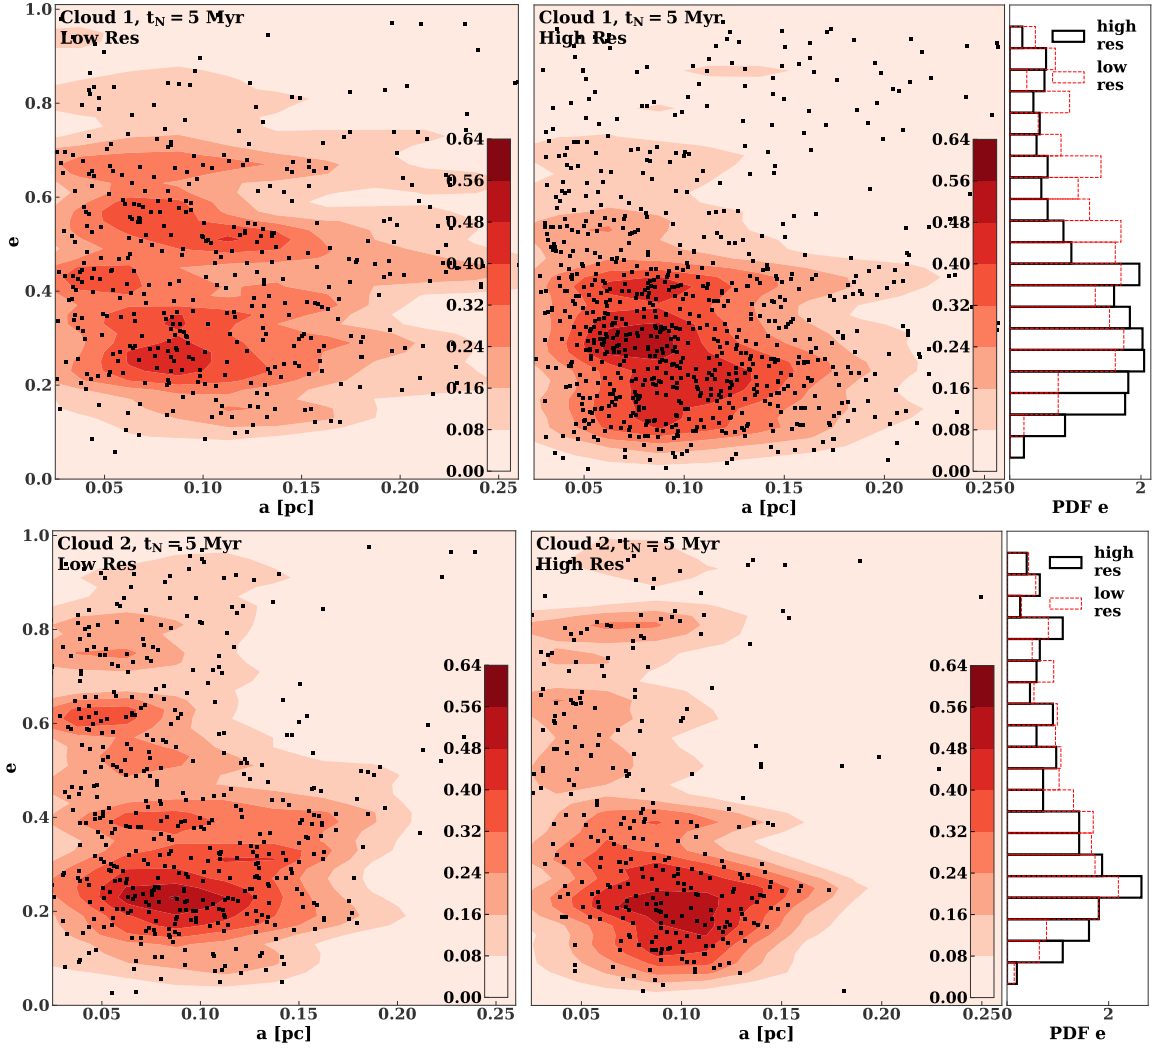 Cloud 1, t_N = 5 Myr
Low Res
1.0
0.8
0.6
0.4
0.2
0.0
e
0.64
0.56
0.48
0.40
0.32
0.24
0.16
0.08
0.00
0.05 0.10 0.15 0.20 0.25
a [pc]
Cloud 1, t_N = 5 Myr
High Res
0.64
0.56
0.48
0.40
0.32
0.24
0.16
0.08
0.00
0.05 0.10 0.15 0.20 0.25
a [pc]
high
res
low
res
0 2
PDF e
Cloud 2, t_N = 5 Myr
Low Res
1.0
0.8
0.6
0.4
0.2
0.0
e
0.64
0.56
0.48
0.40
0.32
0.24
0.16
0.08
0.00
0.05 0.10 0.15 0.20 0.25
a [pc]
Cloud 2, t_N = 5 Myr
High Res
0.64
0.56
0.48
0.40
0.32
0.24
0.16
0.08
0.00
0.05 0.10 0.15 0.20 0.25
a [pc]
high
res
low
res
0 2
PDF e